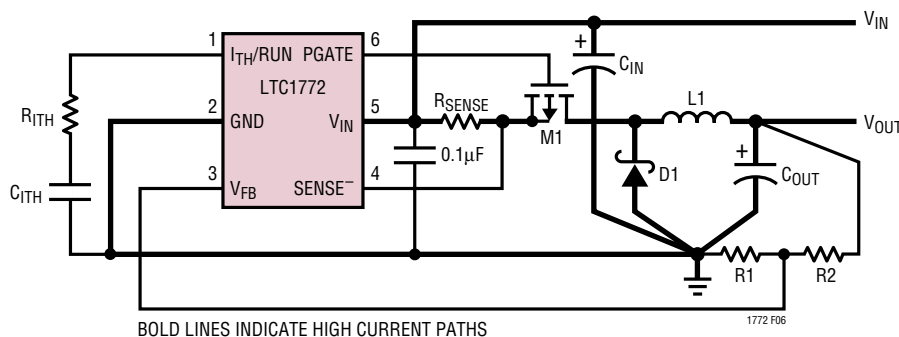 V_IN
1
I_TH/RUN PGATE
6
+
C_IN
LTC1772
R_ITH
2
GND
V_IN
5
R_SENSE
M1
L1
V_OUT
0.1µF
D1
+
C_OUT
C_ITH
3
V_FB
SENSE⁻
4
R1
R2
BOLD LINES INDICATE HIGH CURRENT PATHS
1772 F06